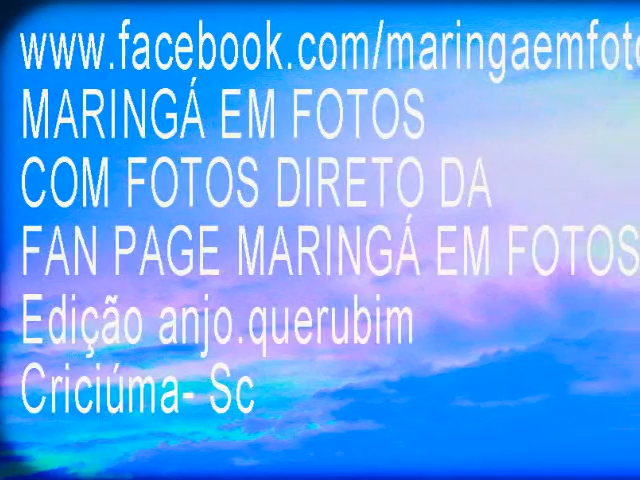 www.facebook.com/maringaemfoto
MARINGÁ EM FOTOS
COM FOTOS DIRETO DA
FAN PAGE MARINGÁ EM FOTOS
Edição anjo.querubim
Criciúma- Sc